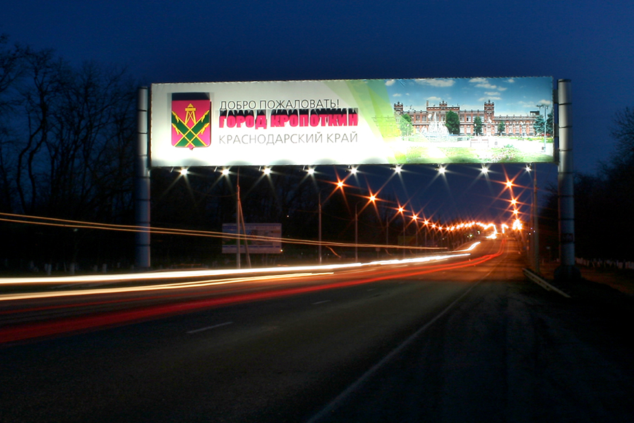 ДОБРО ПОЖАЛОВАТЬ!
ГОРОД КРОПОТКИН
КРАСНОДАРСКИЙ КРАЙ